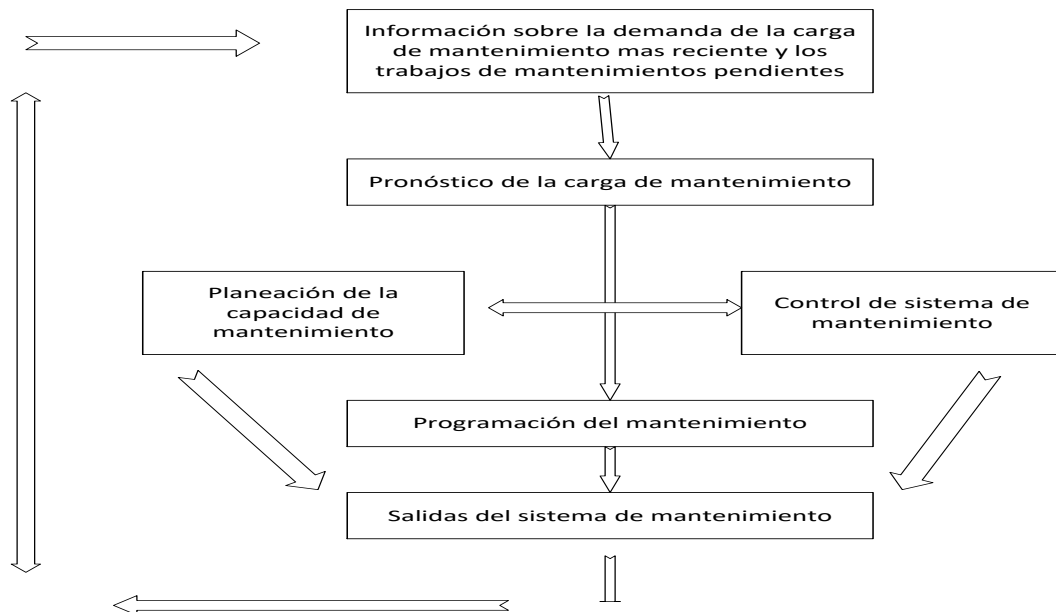 Información sobre la demanda de la carga
de mantenimiento mas reciente y los
trabajos de mantenimientos pendientes
Pronóstico de la carga de mantenimiento
Planeación de la
capacidad de
mantenimiento
Control de sistema de
mantenimiento
Programación del mantenimiento
Salidas del sistema de mantenimiento